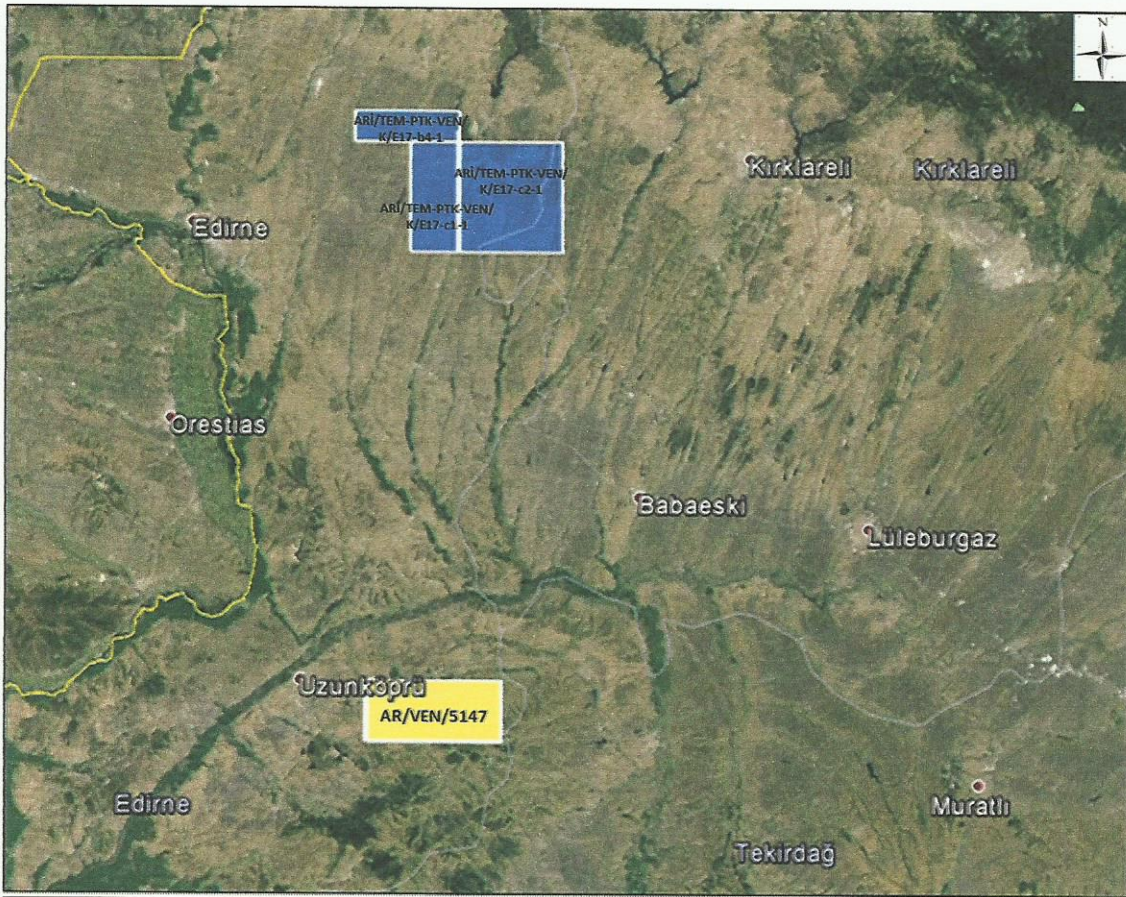 N
ARİ/TEM-PTK-VEN/
K/E17-b4-1
ARİ/TEM-PTK-VEN/
K/E17-c2-1
ARİ/TEM-PTK-VEN/
K/E17-c1-1
Kırklareli
Kırklareli
Edirne
Orestias
Babaeski
Lüleburgaz
Uzunköprü
AR/VEN/5147
Edirne
Muratlı
Tekirdağ